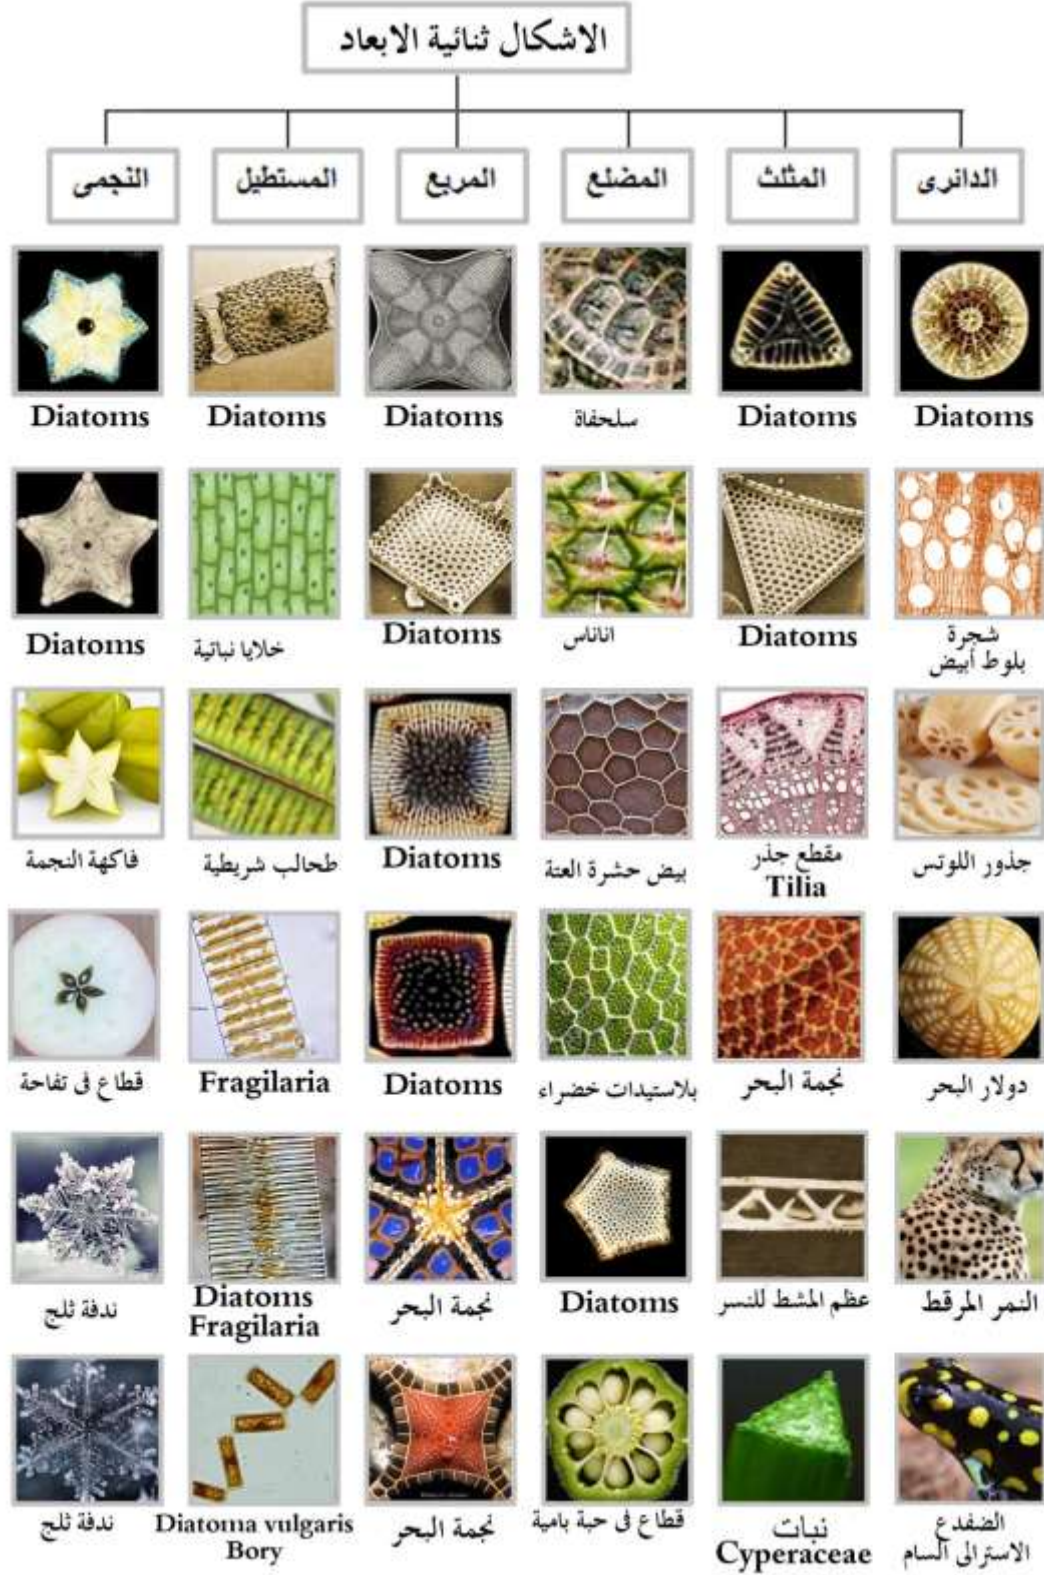 الاشكال ثنائية الابعاد
الدائرى
المثلث
المضلع
المربع
المستطيل
النجمى
Diatoms
Diatoms
سلحفاة
Diatoms
Diatoms
Diatoms
شجرة
بلوط أبيض
Diatoms
اناناس
Diatoms
خلايا نباتية
Diatoms
جذور اللوتس
مقطع جذر
Tilia
بيض حشرة العتة
Diatoms
طحالب شريطية
فاكهة النجمة
دولار البحر
نجمة البحر
بلاستيدات خضراء
Diatoms
Fragilaria
قطاع فى تفاحة
النمر المرقط
عظم المشط للنسر
Diatoms
نجمة البحر
Diatoms
Fragilaria
ندفة ثلج
الضفدع
الاسترالى السام
نبات
Cyperaceae
قطاع فى حبة بامية
نجمة البحر
Diatoma vulgaris
Bory
ندفة ثلج